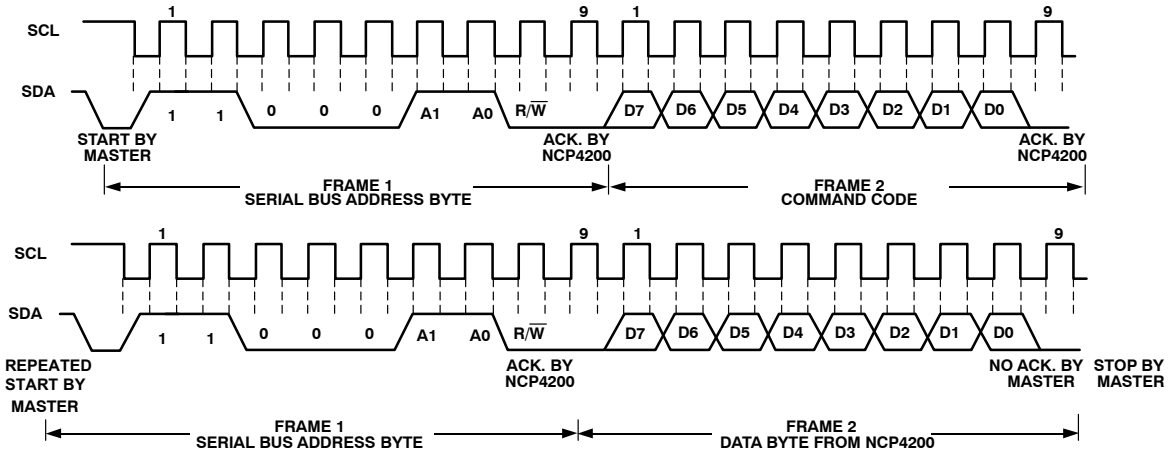 1 9 1 9
SCL
SDA
1 1 0 0 0 A1 A0 R/W D7 D6 D5 D4 D3 D2 D1 D0
START BY
MASTER
ACK. BY
NCP4200
ACK. BY
NCP4200
FRAME 1
SERIAL BUS ADDRESS BYTE
FRAME 2
COMMAND CODE
1 9 1 9
SCL
SDA
1 1 0 0 0 A1 A0 R/W D7 D6 D5 D4 D3 D2 D1 D0
REPEATED
START BY
MASTER
ACK. BY
NCP4200
NO ACK. BY
MASTER
STOP BY
MASTER
FRAME 1
SERIAL BUS ADDRESS BYTE
FRAME 2
DATA BYTE FROM NCP4200